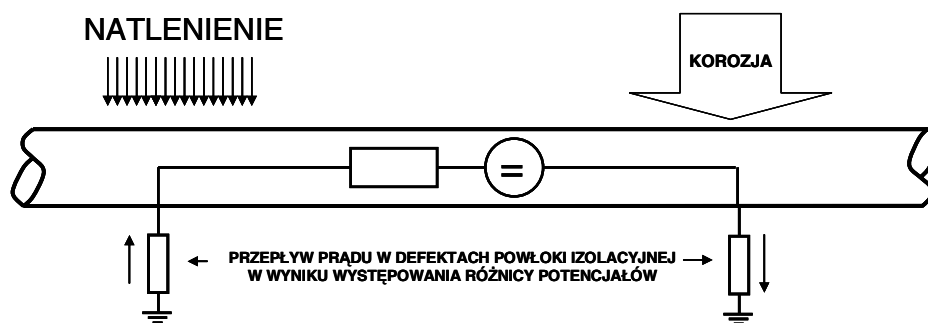 NATLENIENIE
KOROZJA
=
PRZEPŁYW PRĄDU W DEFEKTACH POWŁOKI IZOLACYJNEJ
W WYNIKU WYSTĘPOWANIA RÓŻNICY POTENCJAŁÓW